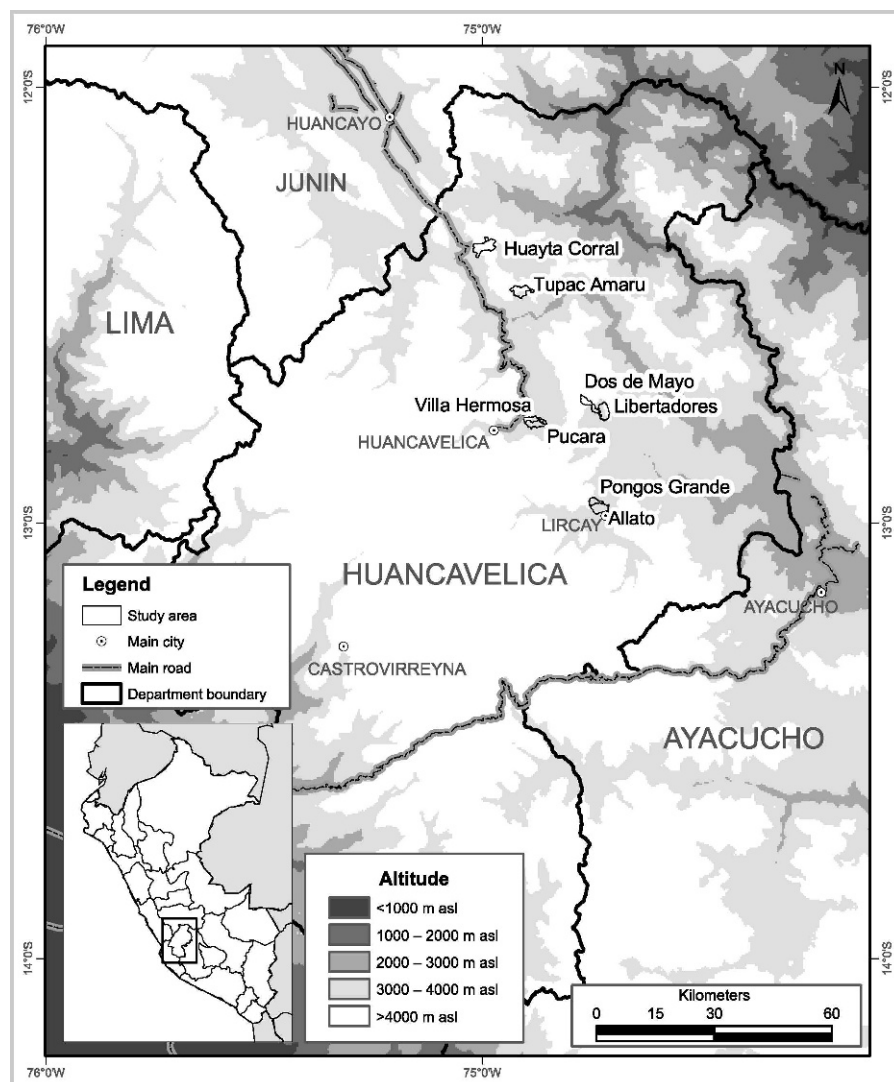 76°0'W 75°0'W
12°0'S 12°0'S
N
HUANCAYO
JUNIN
Huayta Corral
Tupac Amaru
LIMA
Dos de Mayo
Villa Hermosa
Libertadores
HUANCAVELICA
Pucara
Pongos Grande
LIRCAY
Allato
13°0'S 13°0'S
HUANCAVELICA
AYACUCHO
CASTROVIRREYNA
AYACUCHO
Legend
Study area
Main city
Main road
Department boundary
Altitude
<1000 m asl
1000 – 2000 m asl
2000 – 3000 m asl
3000 – 4000 m asl
>4000 m asl
14°0'S 14°0'S
Kilometers
0 15 30 60
76°0'W 75°0'W